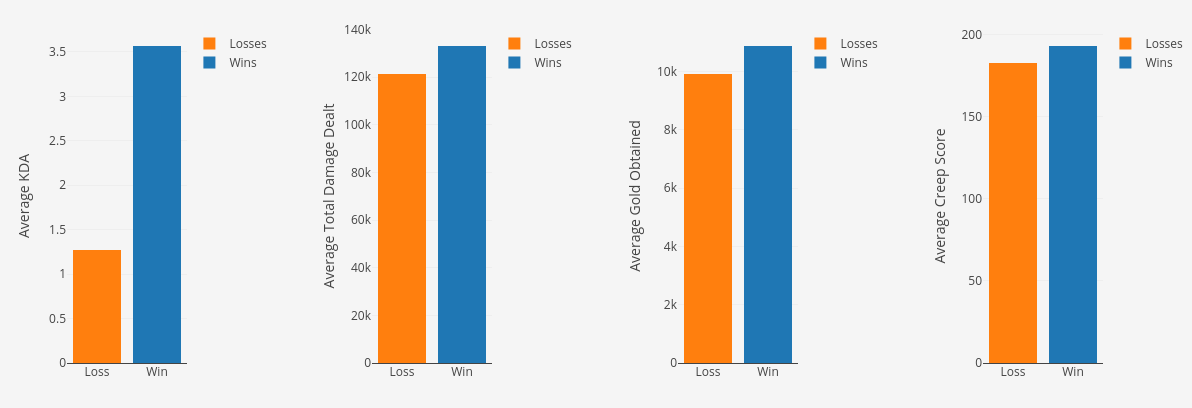 Average KDA
3.5
3
2.5
2
1.5
1
0.5
0
Loss
Win
Losses
Wins
Average Total Damage Dealt
140k
120k
100k
80k
60k
40k
20k
0
Loss
Win
Losses
Wins
Average Gold Obtained
10k
8k
6k
4k
2k
0
Loss
Win
Losses
Wins
Average Creep Score
200
150
100
50
0
Loss
Win
Losses
Wins